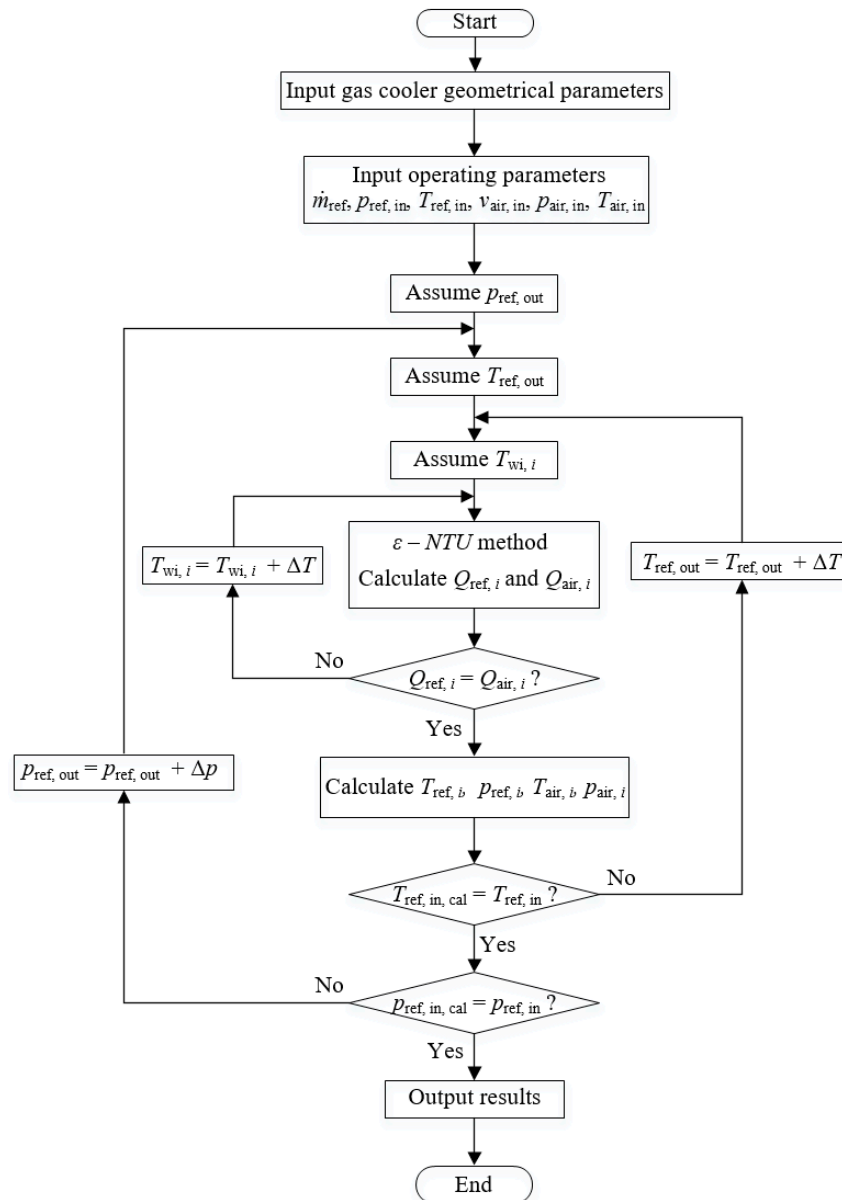 Start
Input gas cooler geometrical parameters
Input operating parameters
ṁref, pref, in, Tref, in, vair, in, pair, in, Tair, in
Assume pref, out
Assume Tref, out
Assume Twi, i
ε – NTU method
Calculate Qref, i and Qair, i
Twi, i = Twi, i + ΔT
Tref, out = Tref, out + ΔT
No
Qref, i = Qair, i ?
Yes
pref, out = pref, out + Δp
Calculate Tref, i, pref, i, Tair, i, pair, i
No
Tref, in, cal = Tref, in ?
Yes
No
pref, in, cal = pref, in ?
Yes
Output results
End